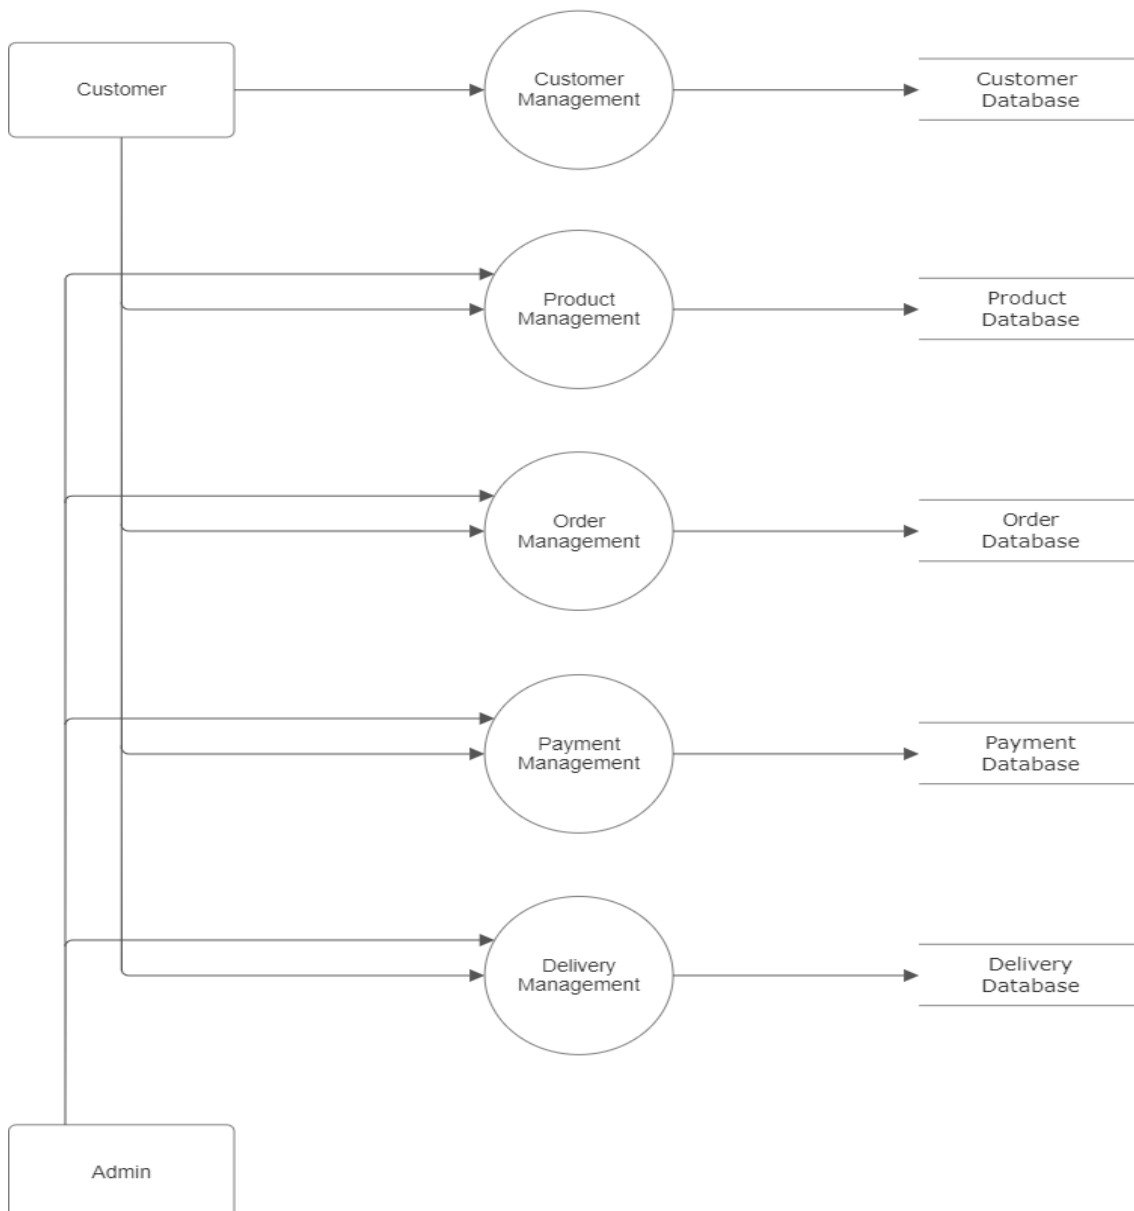 Customer
Customer
Management
Customer
Database
Product
Management
Product
Database
Order
Management
Order
Database
Payment
Management
Payment
Database
Delivery
Management
Delivery
Database
Admin